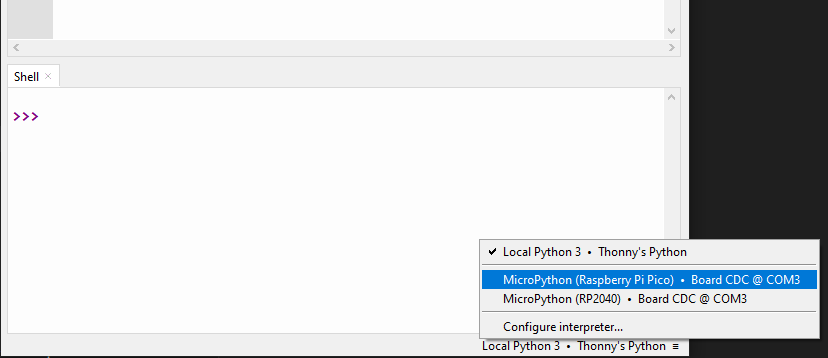 Shell
>>>
Local Python 3 • Thonny's Python
MicroPython (Raspberry Pi Pico) • Board CDC @ COM3
MicroPython (RP2040) • Board CDC @ COM3
Configure interpreter...
Local Python 3 • Thonny's Python ≡